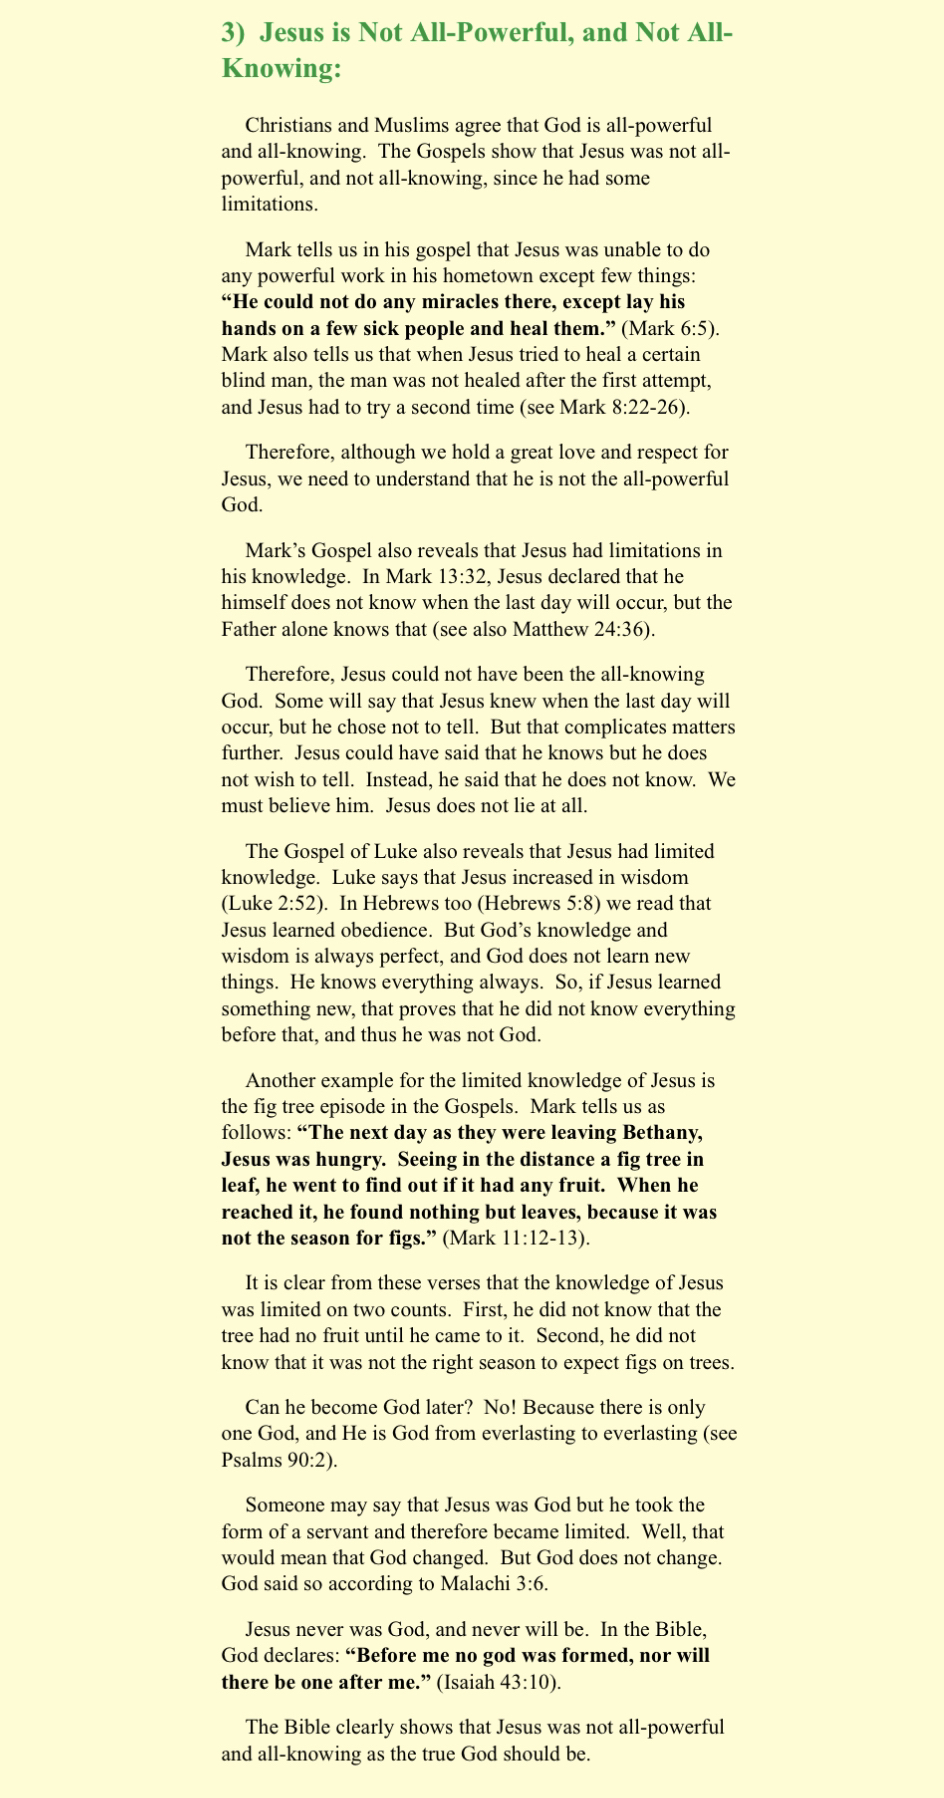 3)  Jesus is Not All-Powerful, and Not All-
Knowing:
Christians and Muslims agree that God is all-powerful
and all-knowing.  The Gospels show that Jesus was not all-
powerful, and not all-knowing, since he had some
limitations.
Mark tells us in his gospel that Jesus was unable to do
any powerful work in his hometown except few things:
“He could not do any miracles there, except lay his
hands on a few sick people and heal them.” (Mark 6:5).
Mark also tells us that when Jesus tried to heal a certain
blind man, the man was not healed after the first attempt,
and Jesus had to try a second time (see Mark 8:22-26).
Therefore, although we hold a great love and respect for
Jesus, we need to understand that he is not the all-powerful
God.
Mark’s Gospel also reveals that Jesus had limitations in
his knowledge.  In Mark 13:32, Jesus declared that he
himself does not know when the last day will occur, but the
Father alone knows that (see also Matthew 24:36).
Therefore, Jesus could not have been the all-knowing
God.  Some will say that Jesus knew when the last day will
occur, but he chose not to tell.  But that complicates matters
further.  Jesus could have said that he knows but he does
not wish to tell.  Instead, he said that he does not know.  We
must believe him.  Jesus does not lie at all.
The Gospel of Luke also reveals that Jesus had limited
knowledge.  Luke says that Jesus increased in wisdom
(Luke 2:52).  In Hebrews too (Hebrews 5:8) we read that
Jesus learned obedience.  But God’s knowledge and
wisdom is always perfect, and God does not learn new
things.  He knows everything always.  So, if Jesus learned
something new, that proves that he did not know everything
before that, and thus he was not God.
Another example for the limited knowledge of Jesus is
the fig tree episode in the Gospels.  Mark tells us as
follows: “The next day as they were leaving Bethany,
Jesus was hungry.  Seeing in the distance a fig tree in
leaf, he went to find out if it had any fruit.  When he
reached it, he found nothing but leaves, because it was
not the season for figs.” (Mark 11:12-13).
It is clear from these verses that the knowledge of Jesus
was limited on two counts.  First, he did not know that the
tree had no fruit until he came to it.  Second, he did not
know that it was not the right season to expect figs on trees.
Can he become God later?  No! Because there is only
one God, and He is God from everlasting to everlasting (see
Psalms 90:2).
Someone may say that Jesus was God but he took the
form of a servant and therefore became limited.  Well, that
would mean that God changed.  But God does not change.
God said so according to Malachi 3:6.
Jesus never was God, and never will be.  In the Bible,
God declares: “Before me no god was formed, nor will
there be one after me.” (Isaiah 43:10).
The Bible clearly shows that Jesus was not all-powerful
and all-knowing as the true God should be.